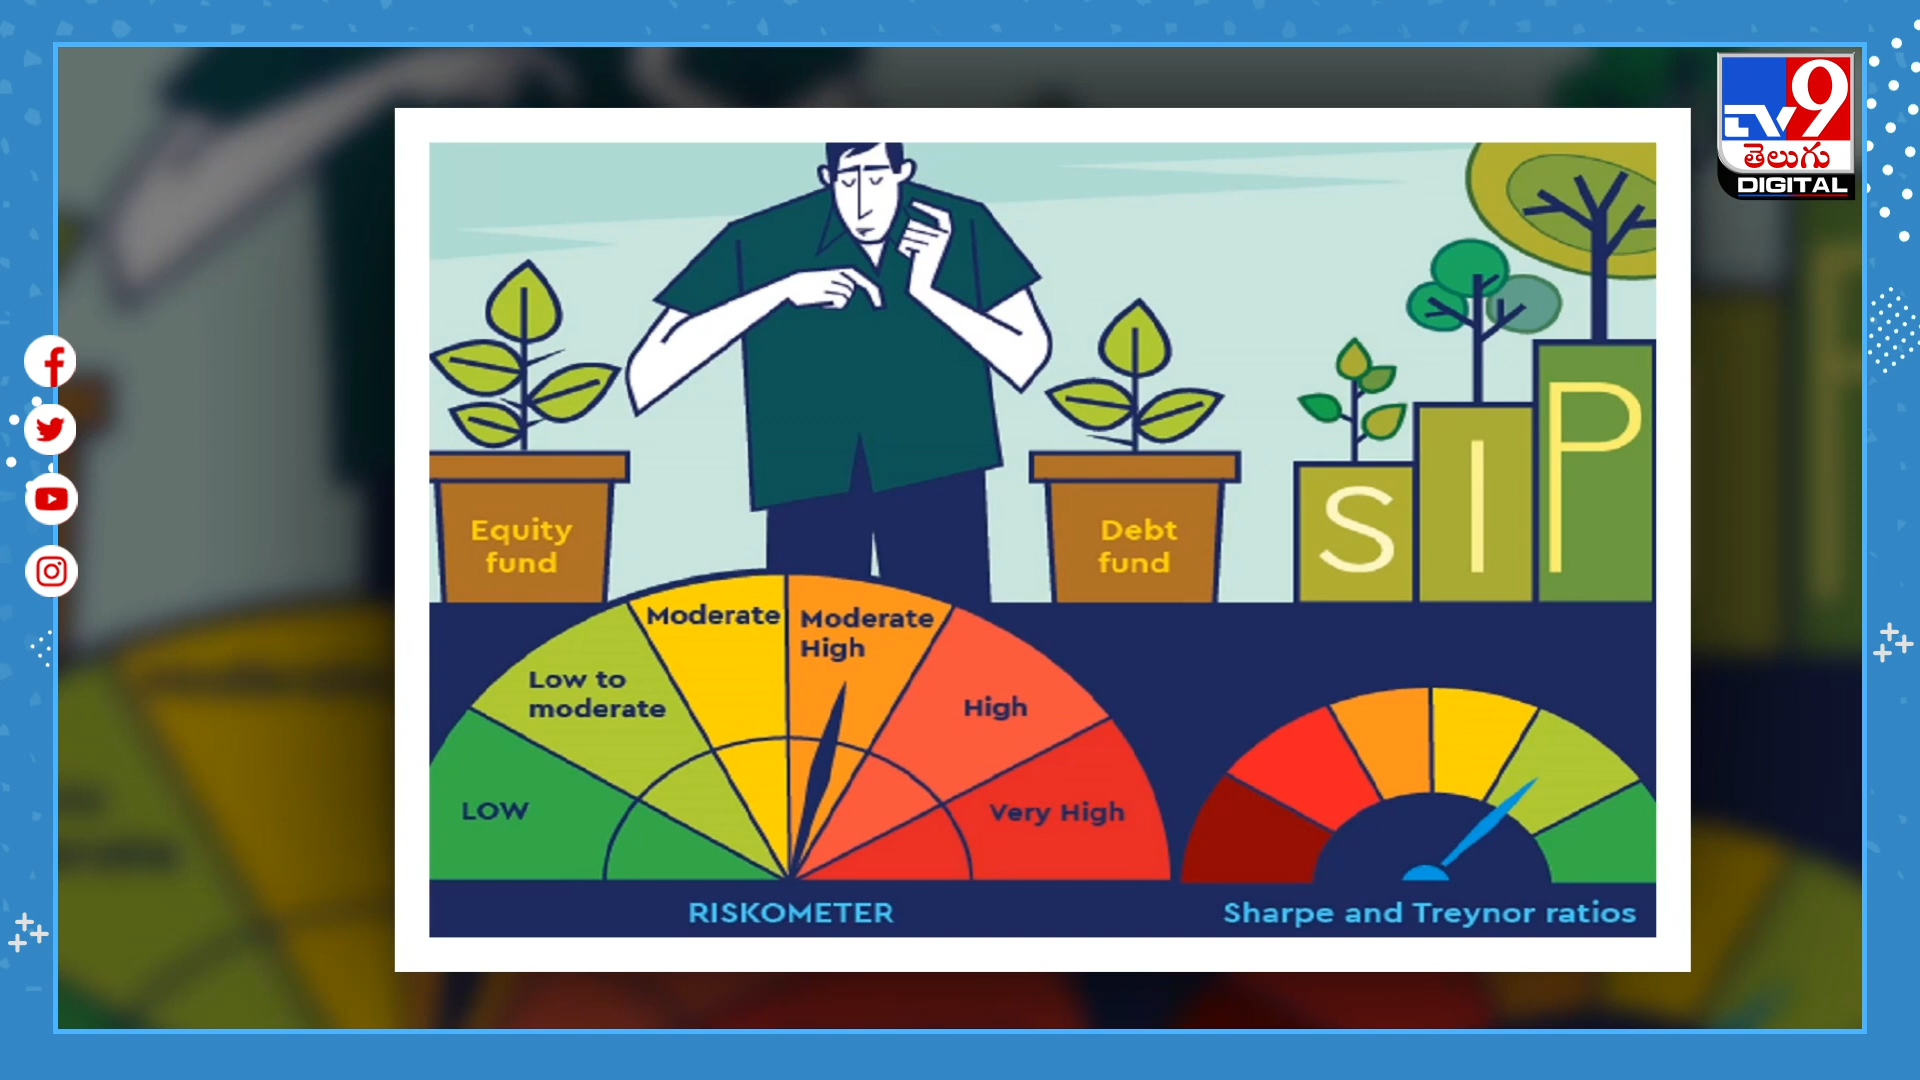 TV9
తెలుగు
DIGITAL
Equity
fund
Debt
fund
SIP
LOW
Low to
moderate
Moderate
Moderate
High
High
Very High
RISKOMETER
Sharpe and Treynor ratios